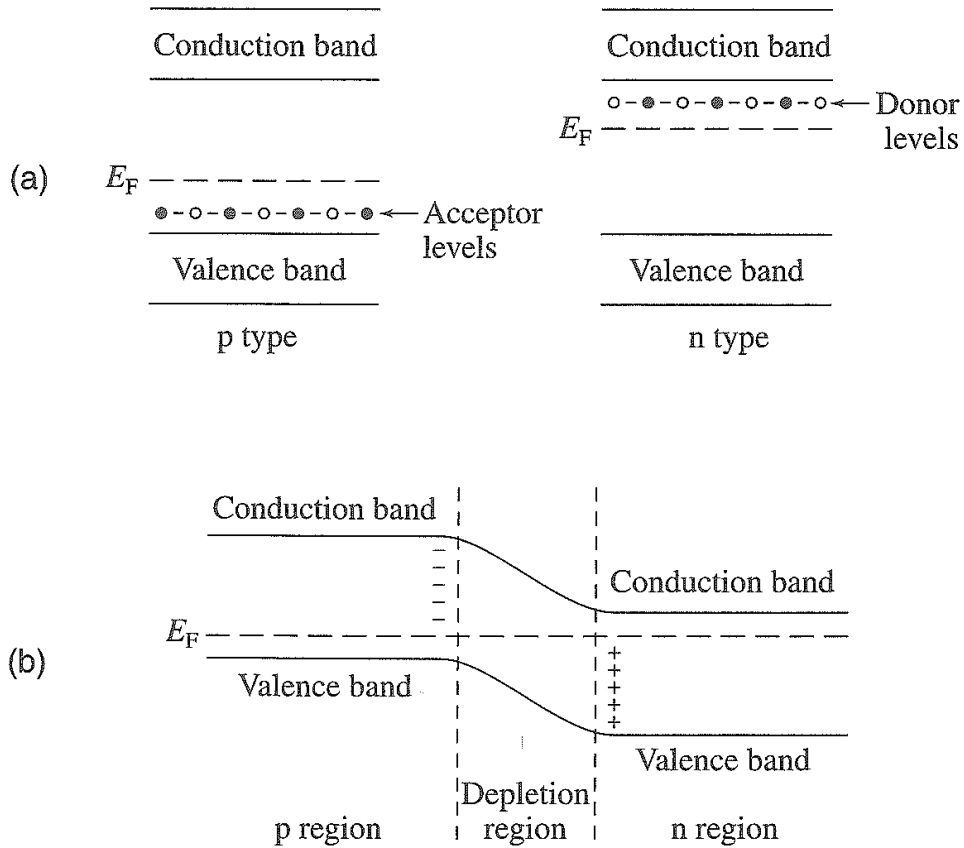 Conduction band
Conduction band
Donor
levels
E_F
(a)
E_F
Acceptor
levels
Valence band
Valence band
p type
n type
Conduction band
Conduction band
E_F
(b)
Valence band
Valence band
Depletion
p region
region
n region